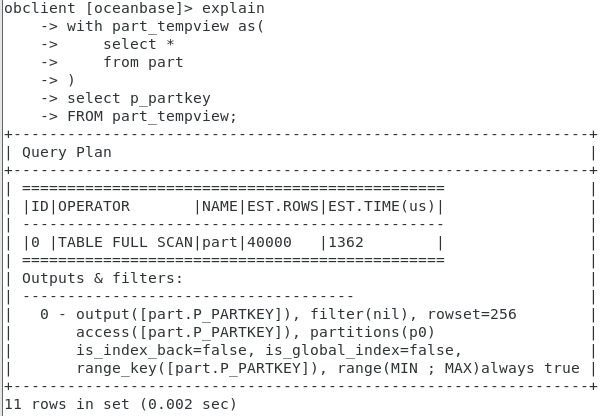 obclient [oceanbase]> explain
    -> with part_tempview as(
    ->     select *
    ->     from part
    -> )
    -> select p_partkey
    -> FROM part_tempview;
+----------------------------------------------------------------+
| Query Plan                                                     |
+----------------------------------------------------------------+
| ===============================================                |
| |ID|OPERATOR       |NAME|EST.ROWS|EST.TIME(us)|                |
| -----------------------------------------------                |
| |0 |TABLE FULL SCAN|part|40000   |1362        |                |
| ===============================================                |
| Outputs & filters:                                             |
| -------------------------------------                          |
|   0 - output([part.P_PARTKEY]), filter(nil), rowset=256        |
|       access([part.P_PARTKEY]), partitions(p0)                 |
|       is_index_back=false, is_global_index=false,              |
|       range_key([part.P_PARTKEY]), range(MIN ; MAX)always true |
+----------------------------------------------------------------+
11 rows in set (0.002 sec)